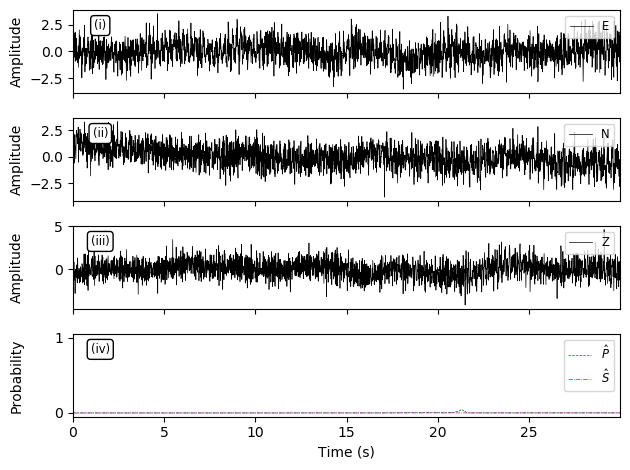 (i)
E
2.5
0.0
−2.5
Amplitude
(ii)
N
2.5
0.0
−2.5
Amplitude
(iii)
Z
5
0
Amplitude
(iv)
1
0
Probability
P̂
Ŝ
0 5 10 15 20 25
Time (s)